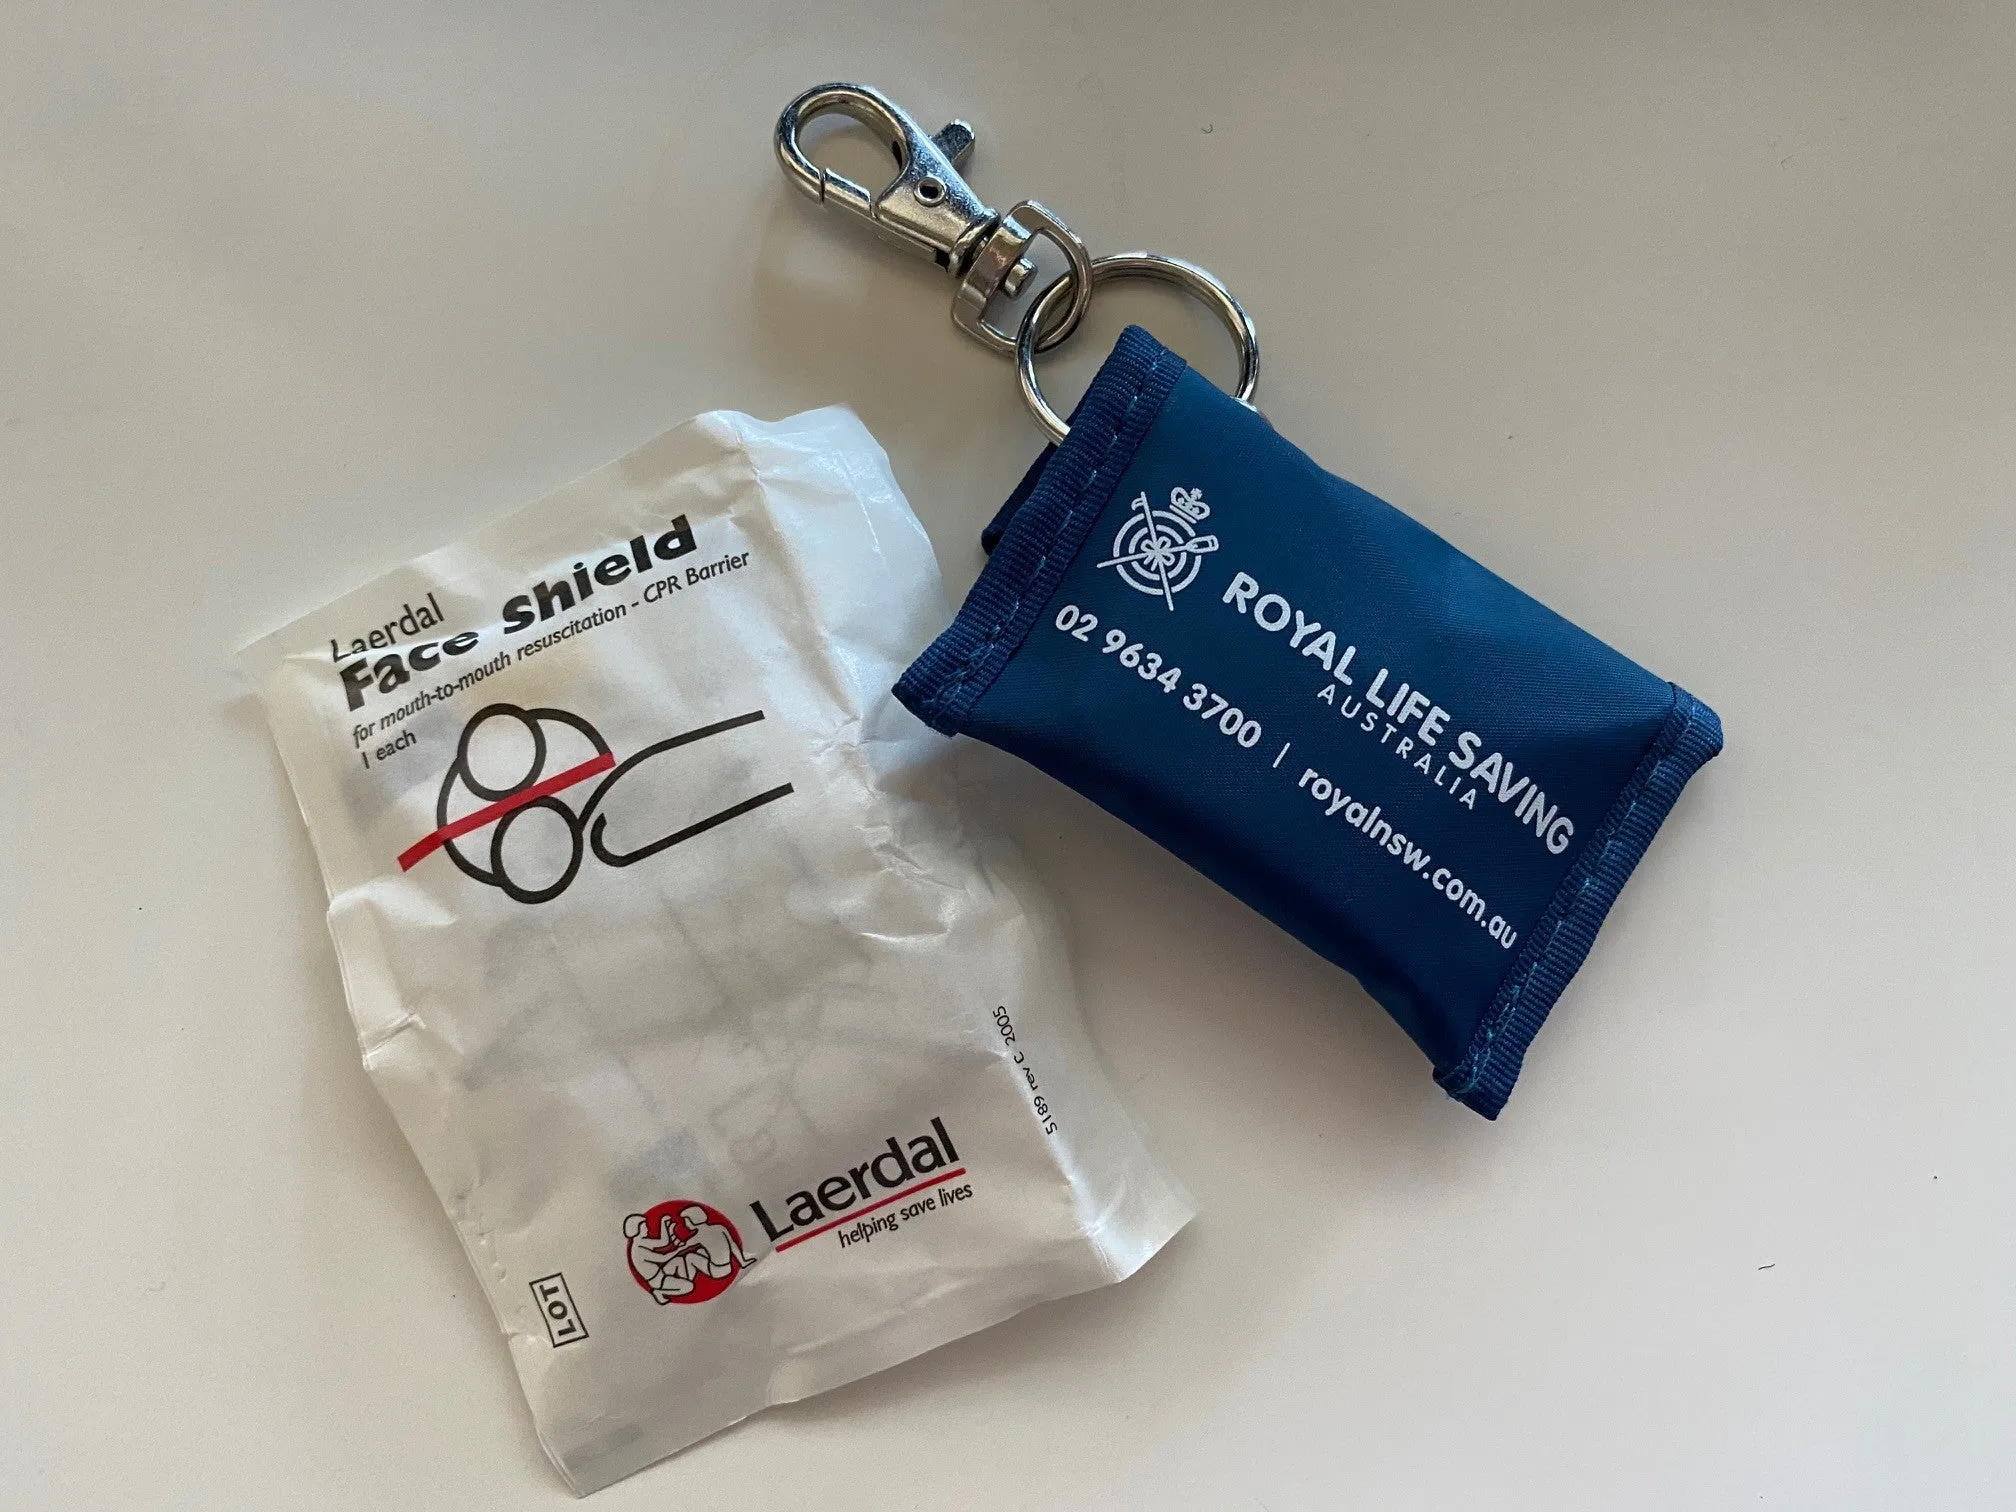 Laerdal
Face Shield
for mouth-to-mouth resuscitation - CPR Barrier
1 each
5189 rev C 2005
Laerdal
helping save lives
LOT
ROYAL LIFE SAVING
AUSTRALIA
02 9634 3700 | royalnsw.com.au